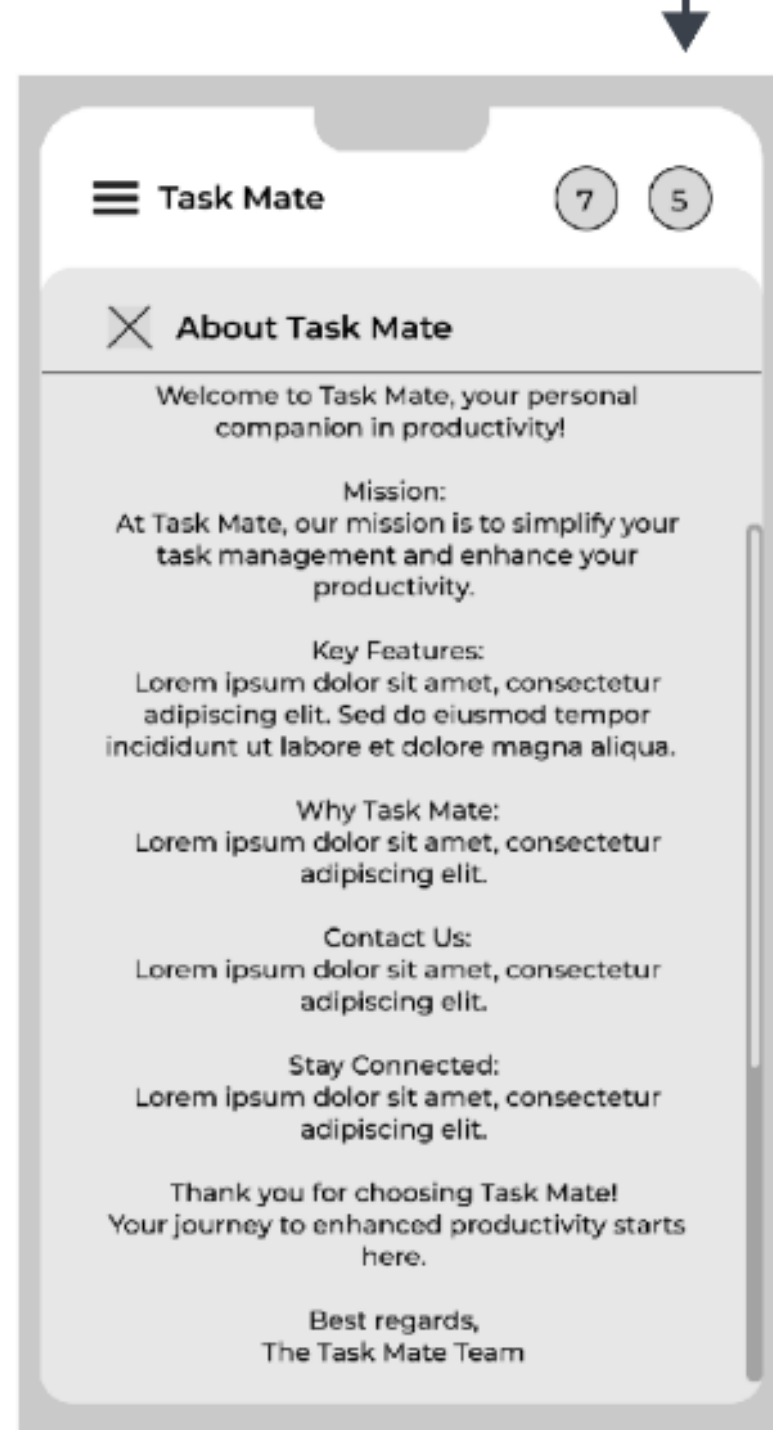 Task Mate
7
5
About Task Mate
Welcome to Task Mate, your personal
companion in productivity!
Mission:
At Task Mate, our mission is to simplify your
task management and enhance your
productivity.
Key Features:
Lorem ipsum dolor sit amet, consectetur
adipiscing elit. Sed do eiusmod tempor
incididunt ut labore et dolore magna aliqua.
Why Task Mate:
Lorem ipsum dolor sit amet, consectetur
adipiscing elit.
Contact Us:
Lorem ipsum dolor sit amet, consectetur
adipiscing elit.
Stay Connected:
Lorem ipsum dolor sit amet, consectetur
adipiscing elit.
Thank you for choosing Task Mate!
Your journey to enhanced productivity starts
here.
Best regards,
The Task Mate Team